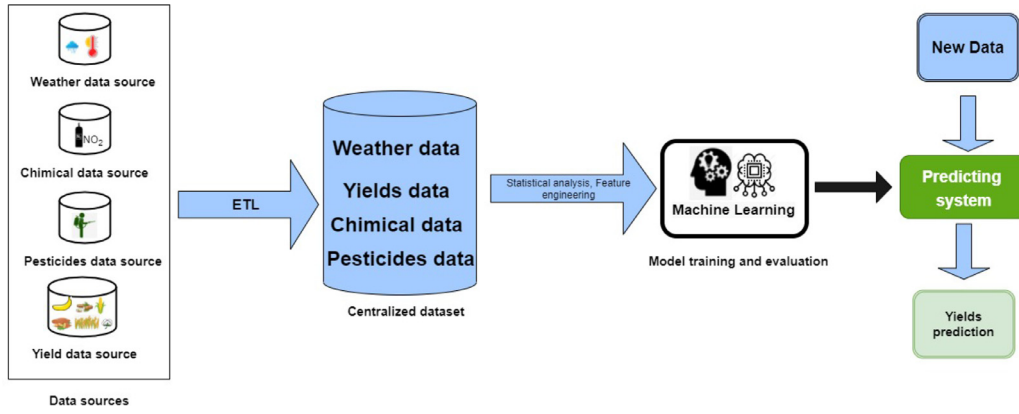 Weather data source
NO2
Chimical data source
Pesticides data source
Yield data source
Data sources
ETL
Weather data
Yields data
Chimical data
Pesticides data
Centralized dataset
Statistical analysis, Feature
engineering
Machine Learning
Model training and evaluation
New Data
Predicting
system
Yields
prediction